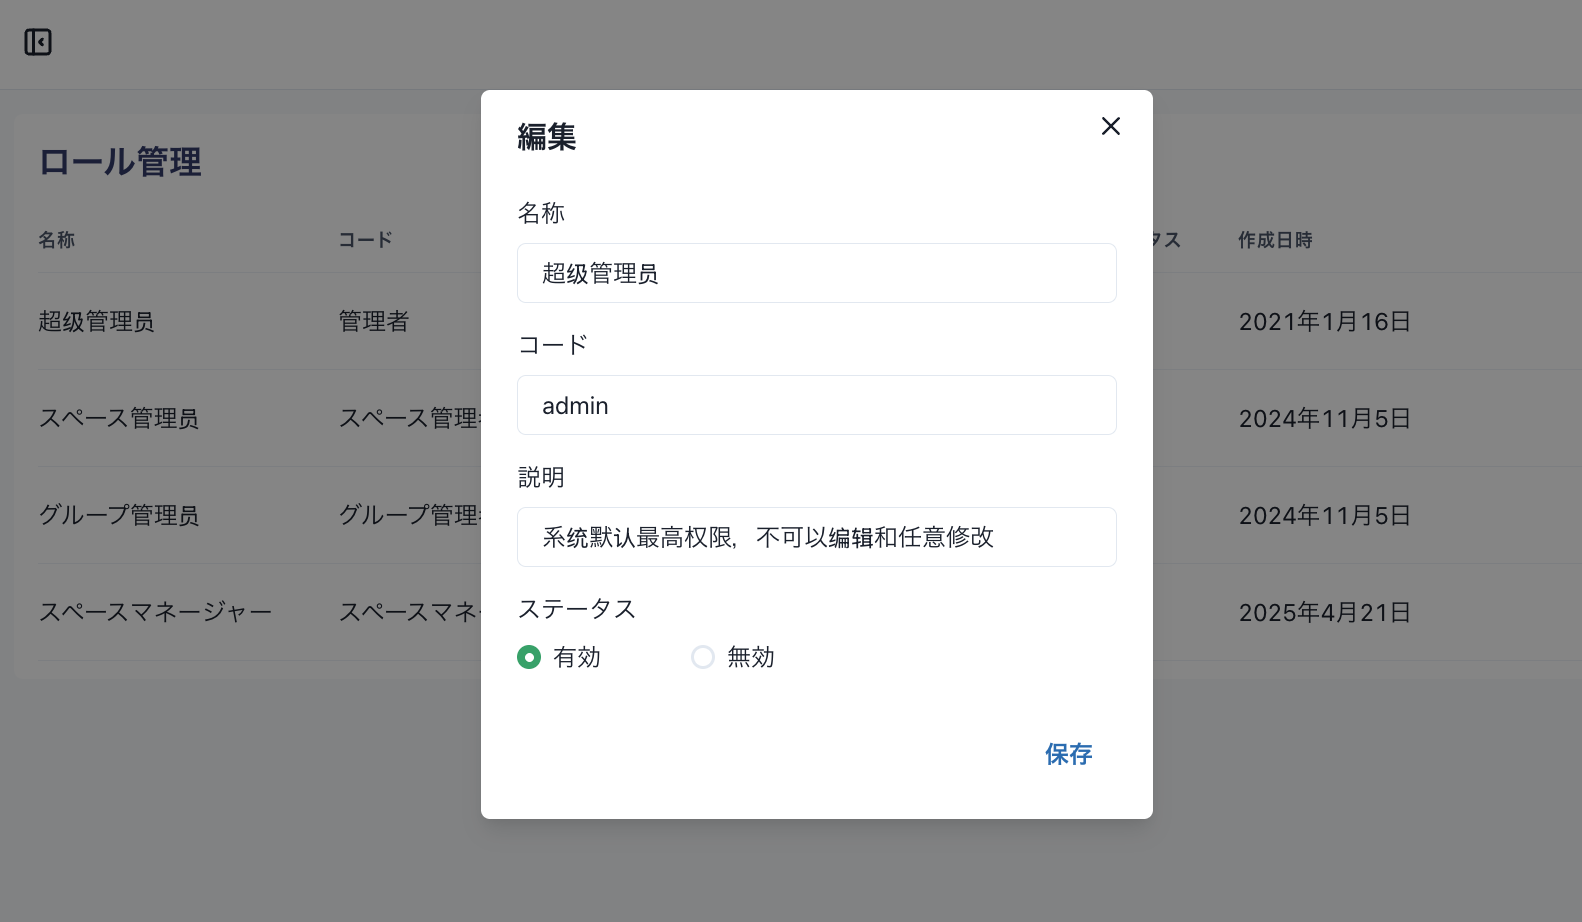 ロール管理
名称 コード タス 作成日時
超级管理员 管理者 2021年1月16日
スペース管理员 スペース管理 2024年11月5日
グループ管理员 グループ管理 2024年11月5日
スペースマネージャー スペースマネ 2025年4月21日
編集
名称
超级管理员
コード
admin
説明
系统默认最高权限，不可以编辑和任意修改
ステータス
有効 無効
保存